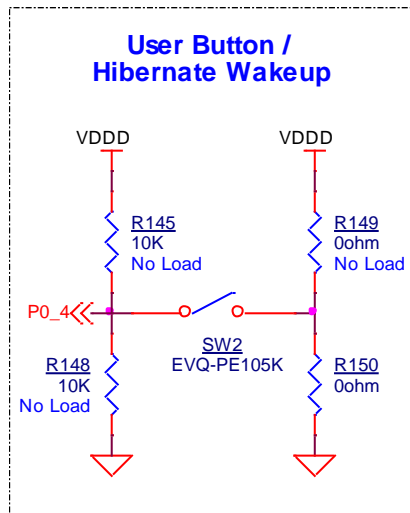 User Button /
Hibernate Wakeup
VDDD
VDDD
R145
10K
No Load
R149
0ohm
No Load
P0_4
SW2
EVQ-PE105K
R148
10K
No Load
R150
0ohm